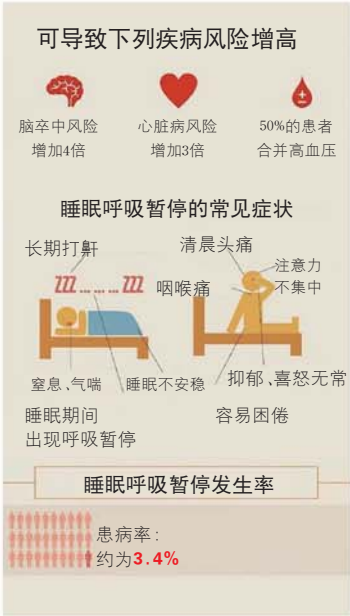 可导致下列疾病风险增高
脑卒中风险
增加4倍
心脏病风险
增加3倍
50%的患者
合并高血压
睡眠呼吸暂停的常见症状
长期打鼾
zzz……zzz
清晨头痛
注意力
不集中
咽喉痛
窒息、气喘
睡眠不安稳
抑郁、喜怒无常
睡眠期间
出现呼吸暂停
容易困倦
睡眠呼吸暂停发生率
患病率：
约为3.4%